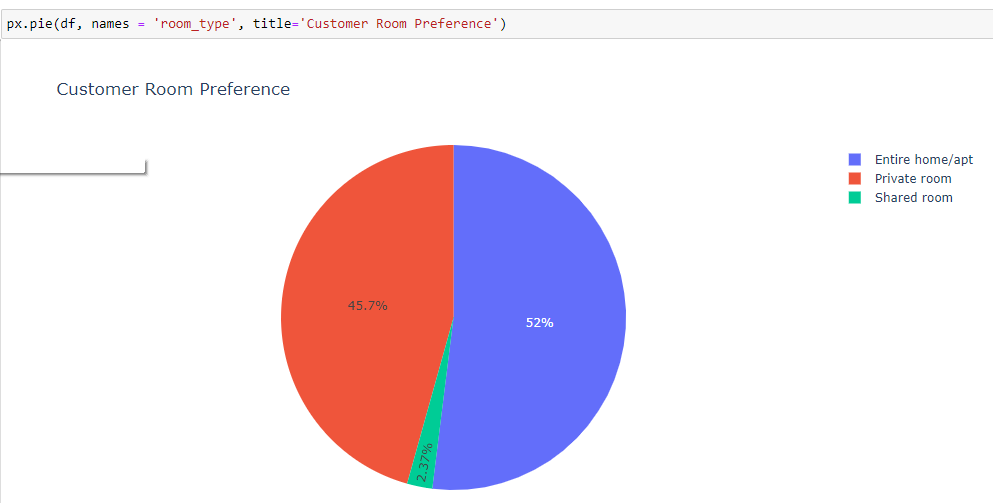 px.pie(df, names = 'room_type', title='Customer Room Preference')
Customer Room Preference
Entire home/apt
Private room
Shared room
45.7%
52%
2.37%